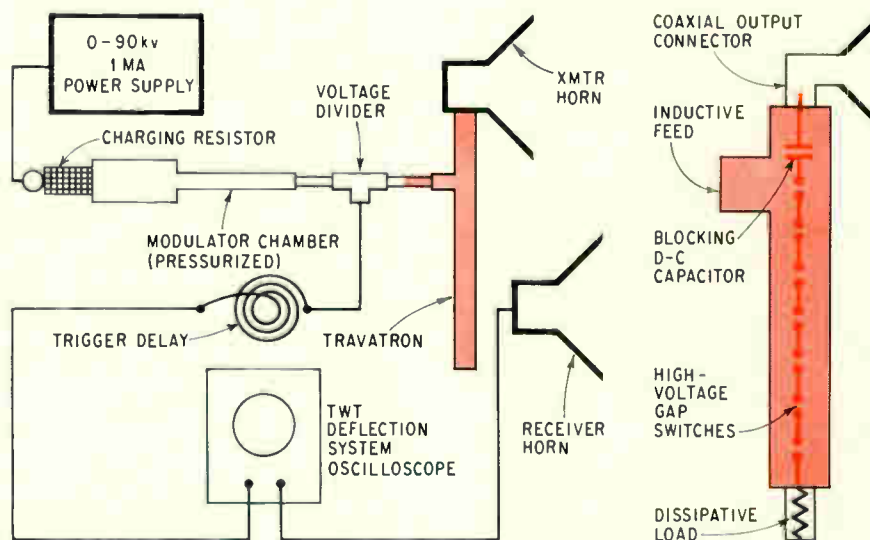 0-90kv
1 MA
POWER SUPPLY
CHARGING RESISTOR
VOLTAGE
DIVIDER
XMTR
HORN
MODULATOR CHAMBER
(PRESSURIZED)
TRIGGER DELAY
TRAVATRON
TWT
DEFLECTION
SYSTEM
OSCILLOSCOPE
RECEIVER
HORN
COAXIAL OUTPUT
CONNECTOR
INDUCTIVE
FEED
BLOCKING
D-C
CAPACITOR
HIGH-
VOLTAGE
GAP
SWITCHES
DISSIPATIVE
LOAD